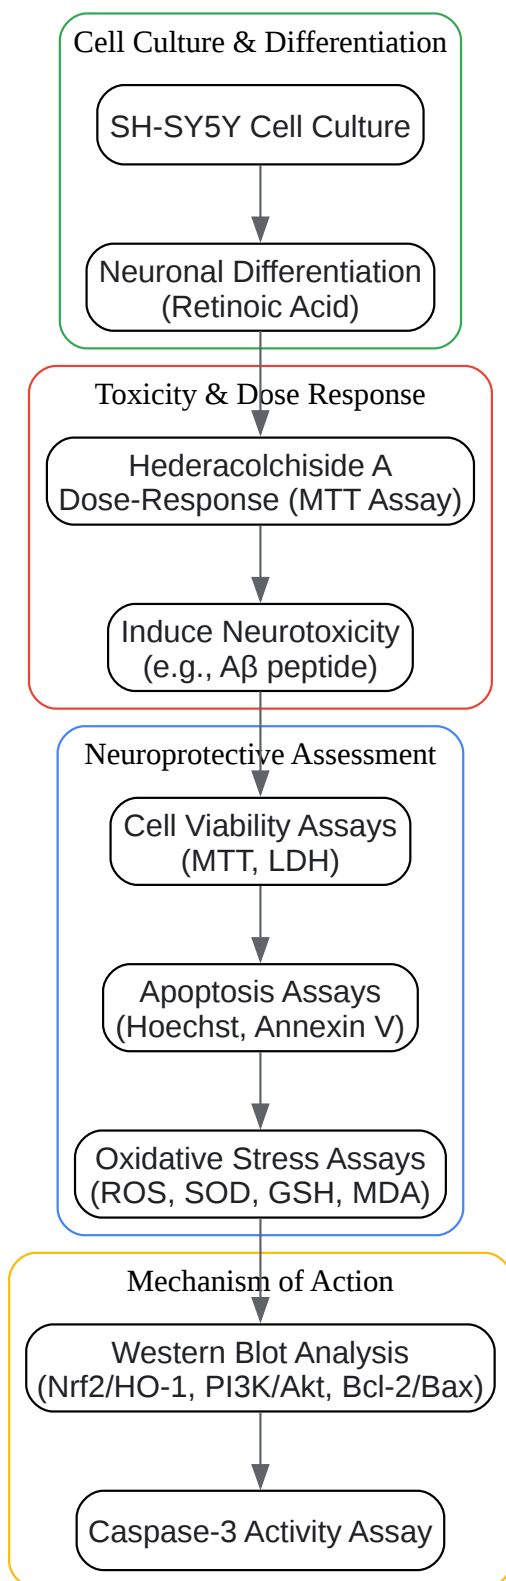 Cell Culture & Differentiation
SH-SY5Y Cell Culture
Neuronal Differentiation
(Retinoic Acid)
Toxicity & Dose Response
Hederacolchiside A
Dose-Response (MTT Assay)
Induce Neurotoxicity
(e.g., Aβ peptide)
Neuroprotective Assessment
Cell Viability Assays
(MTT, LDH)
Apoptosis Assays
(Hoechst, Annexin V)
Oxidative Stress Assays
(ROS, SOD, GSH, MDA)
Mechanism of Action
Western Blot Analysis
(Nrf2/HO-1, PI3K/Akt, Bcl-2/Bax)
Caspase-3 Activity Assay